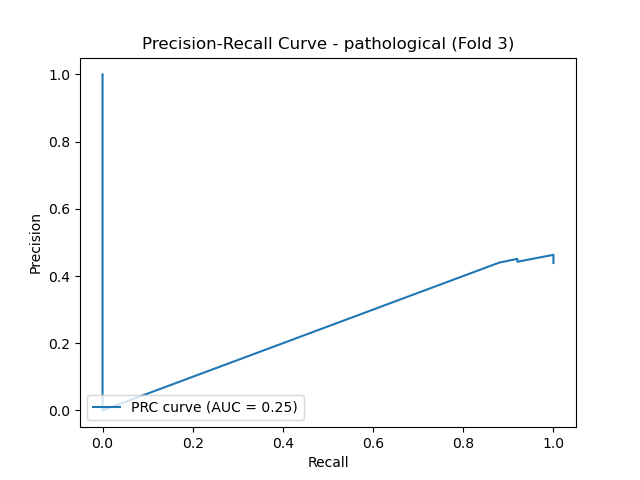 Precision-Recall Curve - pathological (Fold 3)
1.0
0.8
0.6
0.4
0.2
0.0
Precision
PRC curve (AUC = 0.25)
0.0 0.2 0.4 0.6 0.8 1.0
Recall